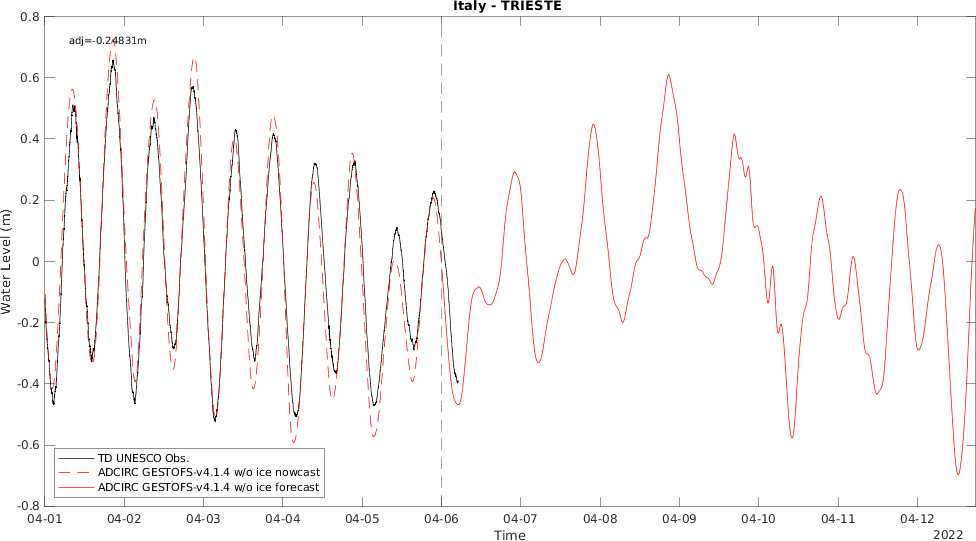 Italy - TRIESTE
adj=-0.24831m
0.8
0.6
0.4
0.2
0
-0.2
-0.4
-0.6
-0.8
Water Level (m)
TD UNESCO Obs.
ADCIRC GESTOFS-v4.1.4 w/o ice nowcast
ADCIRC GESTOFS-v4.1.4 w/o ice forecast
04-01 04-02 04-03 04-04 04-05 04-06 04-07 04-08 04-09 04-10 04-11 04-12
Time
2022